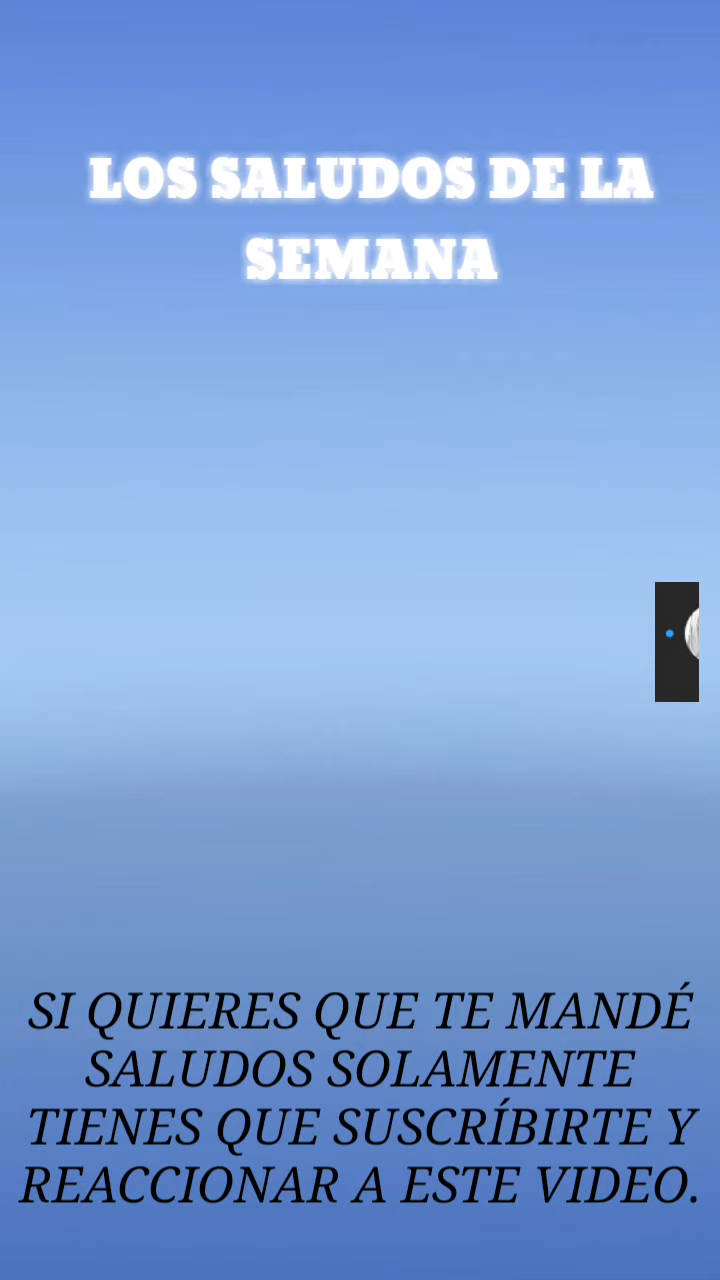 LOS SALUDOS DE LA
SEMANA
SI QUIERES QUE TE MANDÉ
SALUDOS SOLAMENTE
TIENES QUE SUSCRÍBIRTE Y
REACCIONAR A ESTE VIDEO.